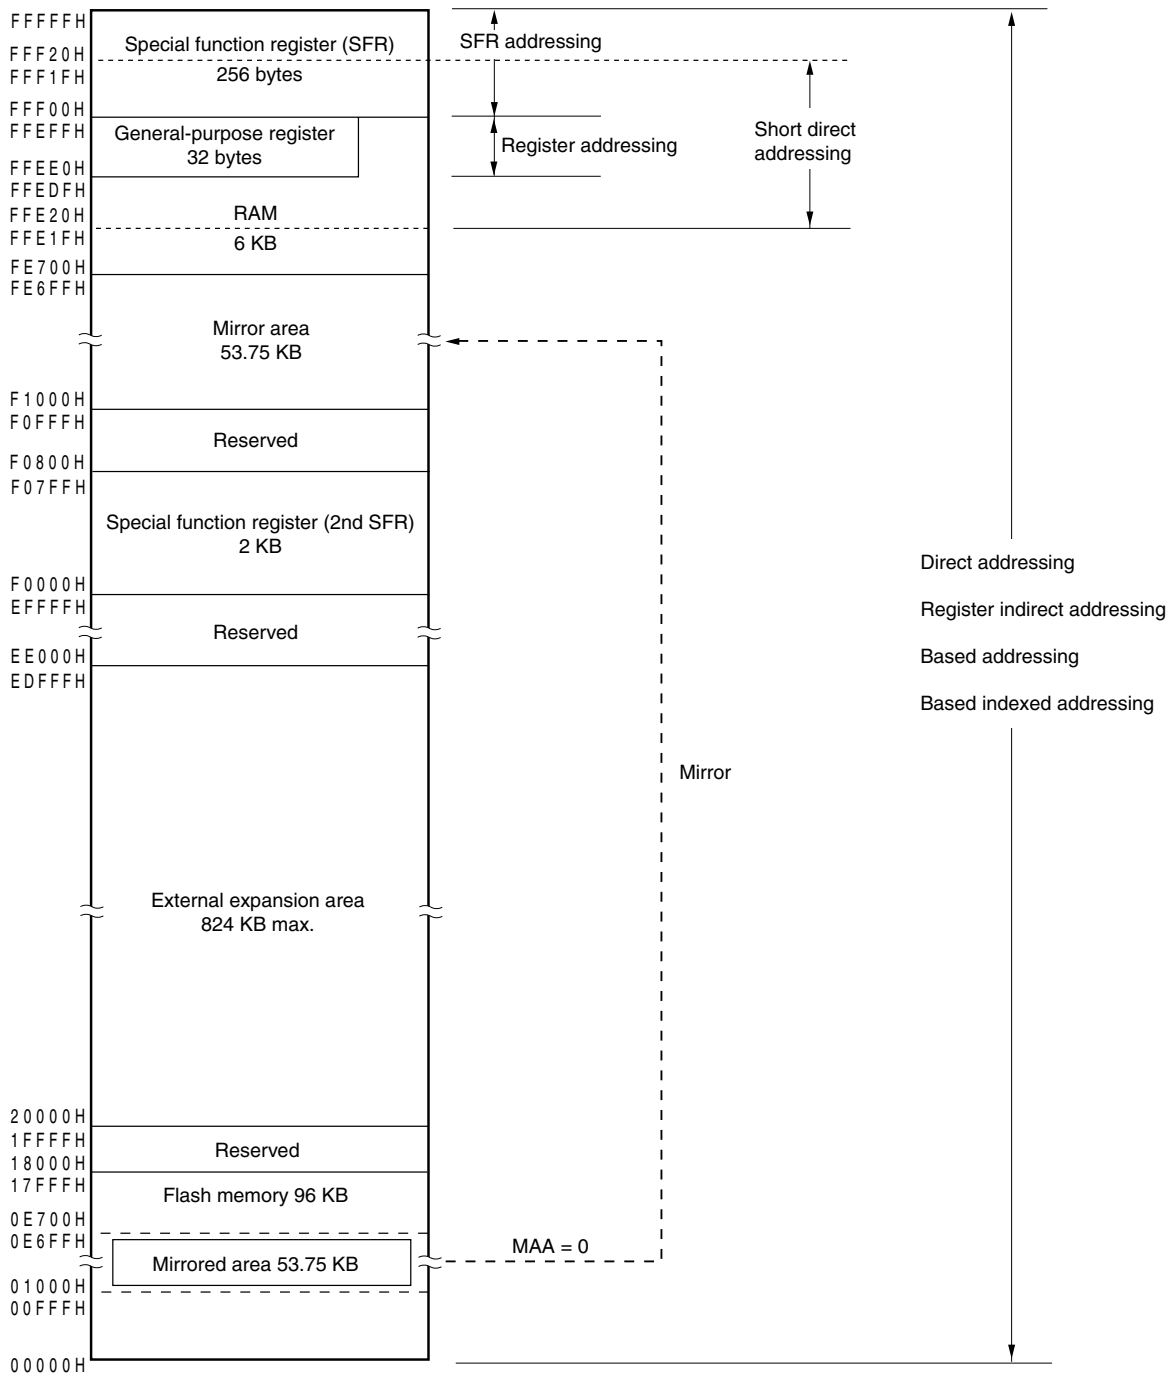 FFFFFH
SFR addressing
Special function register (SFR)
FFF20H
FFF1FH
256 bytes
FFF00H
FFEFFH
General-purpose register
32 bytes
Register addressing
Short direct
addressing
FFEE0H
FFEDFH
FFE20H
RAM
FFE1FH
6 KB
FE700H
FE6FFH
Mirror area
53.75 KB
F1000H
F0FFFH
Reserved
F0800H
F07FFH
Special function register (2nd SFR)
2 KB
F0000H
EFFFFH
Reserved
EE000H
EDFFFH
Direct addressing
Register indirect addressing
Based addressing
Based indexed addressing
Mirror
External expansion area
824 KB max.
20000H
1FFFFH
Reserved
18000H
17FFFH
Flash memory 96 KB
0E700H
0E6FFH
MAA = 0
Mirrored area 53.75 KB
01000H
00FFFH
00000H